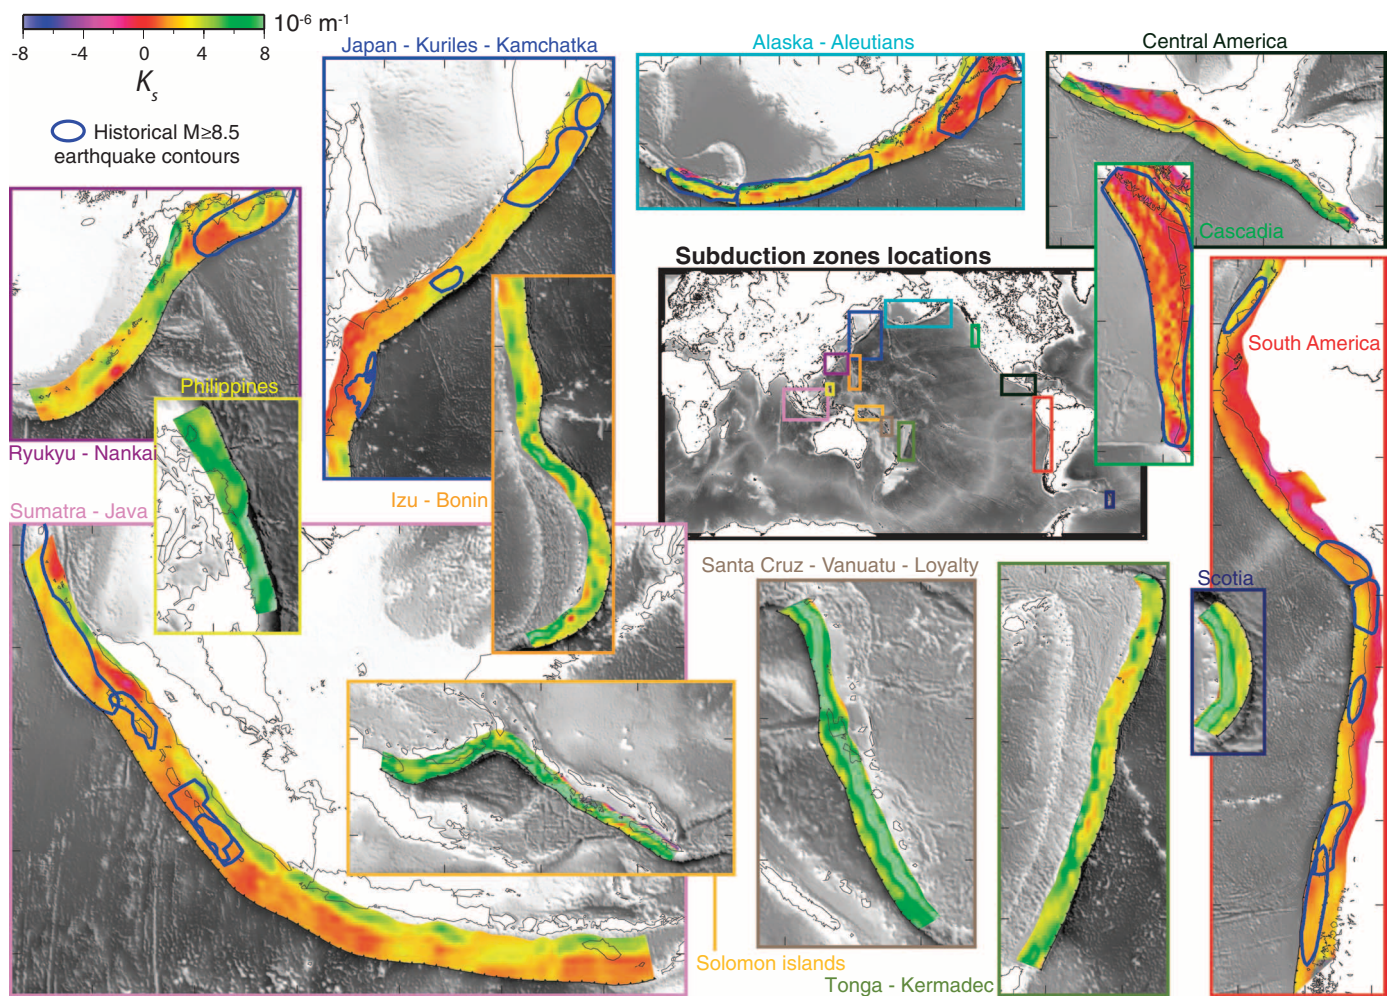 10⁻⁶ m⁻¹
-8 -4 0 4 8
Kₛ
Historical M≥8.5
earthquake contours
Japan - Kuriles - Kamchatka
Alaska - Aleutians
Central America
Cascadia
Subduction zones locations
South America
Philippines
Ryukyu - Nankai
Izu - Bonin
Sumatra - Java
Santa Cruz - Vanuatu - Loyalty
Scotia
Solomon islands
Tonga - Kermadec